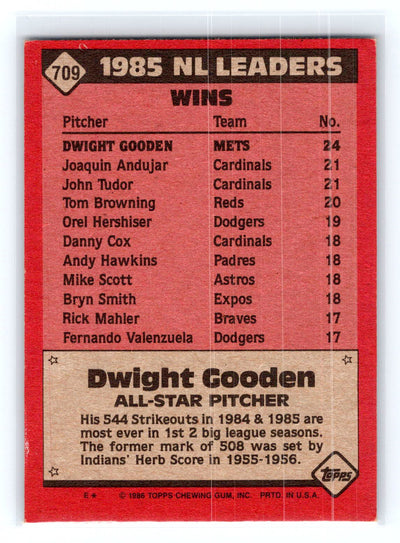 709
1985 NL LEADERS
WINS
Pitcher Team No.
DWIGHT GOODEN METS 24
Joaquin Andujar Cardinals 21
John Tudor Cardinals 21
Tom Browning Reds 20
Orel Hershiser Dodgers 19
Danny Cox Cardinals 18
Andy Hawkins Padres 18
Mike Scott Astros 18
Bryn Smith Expos 18
Rick Mahler Braves 17
Fernando Valenzuela Dodgers 17
Dwight Gooden
ALL-STAR PITCHER
His 544 Strikeouts in 1984 & 1985 are
most ever in 1st 2 big league seasons.
The former mark of 508 was set by
Indians' Herb Score in 1955-1956.
topps
E* © 1986 TOPPS CHEWING GUM, INC. PRTD. IN U.S.A.